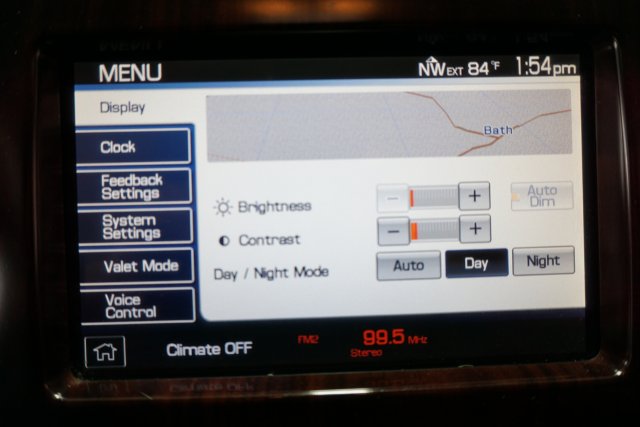 MENU NW EXT 84 °F 1:54pm
Display
Bath
Clock
Feedback
Settings
Brightness - + Auto
Dim
System
Settings
Contrast - +
Valet Mode
Day / Night Mode Auto Day Night
Voice
Control
Climate OFF FM2 99.5 MHz
Stereo